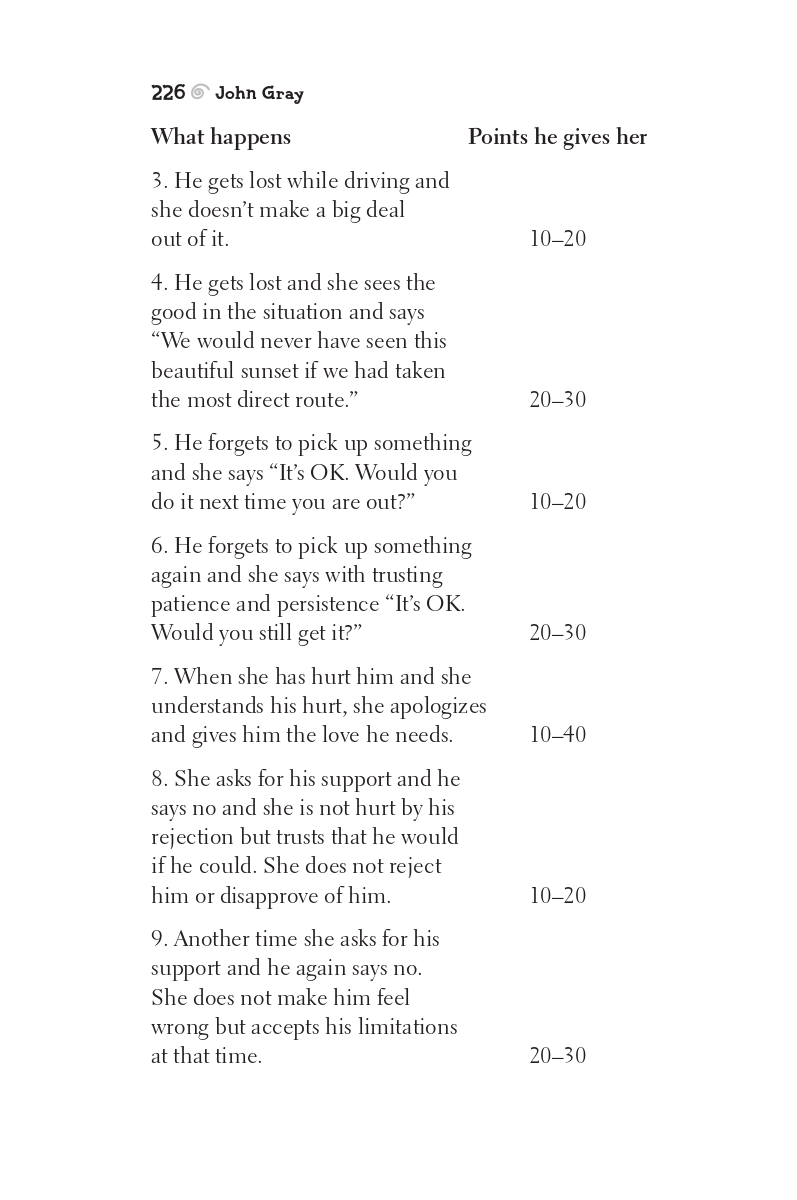 226 John Gray
What happens Points he gives her
3. He gets lost while driving and
she doesn’t make a big deal
out of it. 10–20
4. He gets lost and she sees the
good in the situation and says
“We would never have seen this
beautiful sunset if we had taken
the most direct route.” 20–30
5. He forgets to pick up something
and she says “It’s OK. Would you
do it next time you are out?” 10–20
6. He forgets to pick up something
again and she says with trusting
patience and persistence “It’s OK.
Would you still get it?” 20–30
7. When she has hurt him and she
understands his hurt, she apologizes
and gives him the love he needs. 10–40
8. She asks for his support and he
says no and she is not hurt by his
rejection but trusts that he would
if he could. She does not reject
him or disapprove of him. 10–20
9. Another time she asks for his
support and he again says no.
She does not make him feel
wrong but accepts his limitations
at that time. 20–30